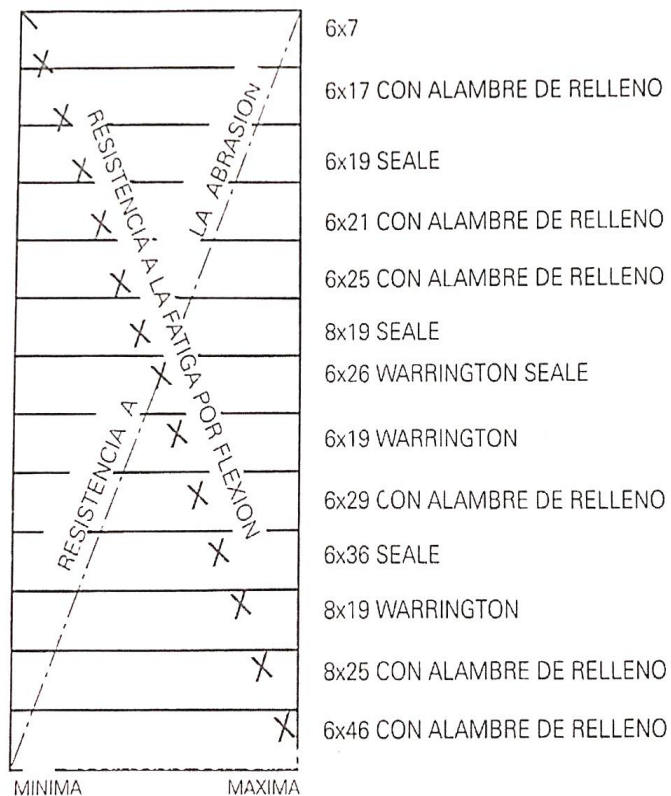 6x7
6x17 CON ALAMBRE DE RELLENO
6x19 SEALE
6x21 CON ALAMBRE DE RELLENO
6x25 CON ALAMBRE DE RELLENO
8x19 SEALE
6x26 WARRINGTON SEALE
6x19 WARRINGTON
6x29 CON ALAMBRE DE RELLENO
6x36 SEALE
8x19 WARRINGTON
8x25 CON ALAMBRE DE RELLENO
6x46 CON ALAMBRE DE RELLENO
RESISTENCIA A LA FATIGA POR FLEXION
RESISTENCIA A LA ABRASION
MINIMA MAXIMA